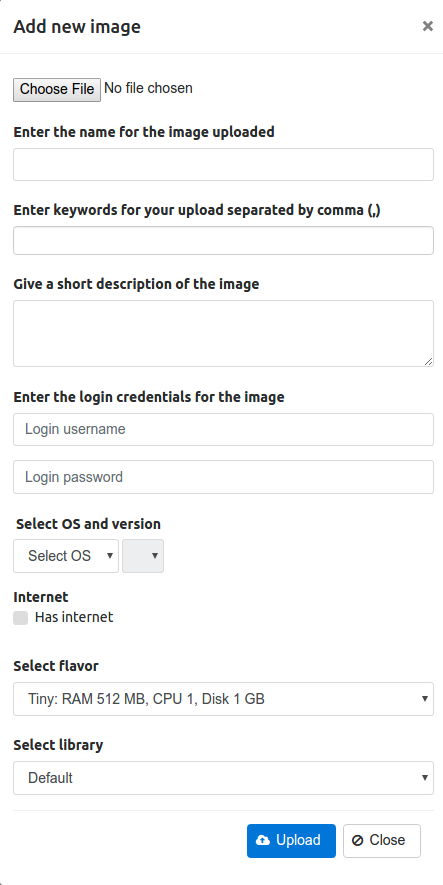 Add new image ×
Choose File No file chosen
Enter the name for the image uploaded
Enter keywords for your upload separated by comma (,)
Give a short description of the image
Enter the login credentials for the image
Login username
Login password
Select OS and version
Select OS
Internet
Has internet
Select flavor
Tiny: RAM 512 MB, CPU 1, Disk 1 GB
Select library
Default
Upload Close